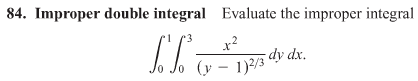 84. Improper double integral Evaluate the improper integral
∫₀¹ ∫₀³ x² / (y − 1)^{2/3} dy dx.